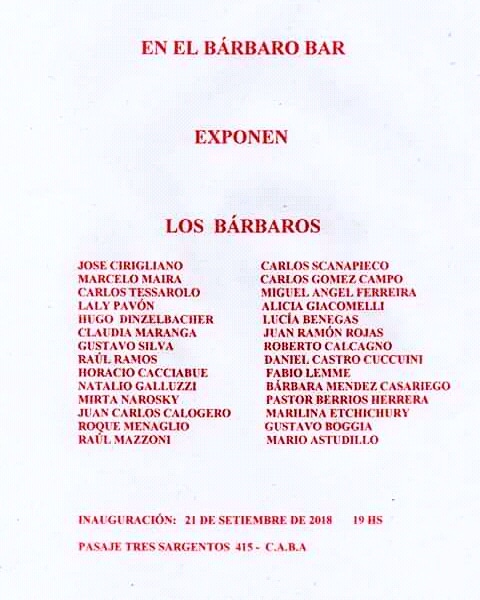 EN EL BÁRBARO BAR
EXPONEN
LOS BÁRBAROS
JOSE CIRIGLIANO
MARCELO MAIRA
CARLOS TESSAROLO
LALY PAVÓN
HUGO DINZELBACHER
CLAUDIA MARANGA
GUSTAVO SILVA
RAÚL RAMOS
HORACIO CACCIABUE
NATALIO GALLUZZI
MIRTA NAROSKY
JUAN CARLOS CALOGERO
ROQUE MENAGLIO
RAÚL MAZZONI
CARLOS SCANAPIECO
CARLOS GOMEZ CAMPO
MIGUEL ANGEL FERREIRA
ALICIA GIACOMELLI
LUCÍA BENEGAS
JUAN RAMÓN ROJAS
ROBERTO CALCAGNO
DANIEL CASTRO CUCCUINI
FABIO LEMME
BÁRBARA MENDEZ CASARIEGO
PASTOR BERRIOS HERRERA
MARILINA ETCHICHURY
GUSTAVO BOGGIA
MARIO ASTUDILLO
INAUGURACIÓN: 21 DE SETIEMBRE DE 2018 19 HS
PASAJE TRES SARGENTOS 415 - C.A.B.A